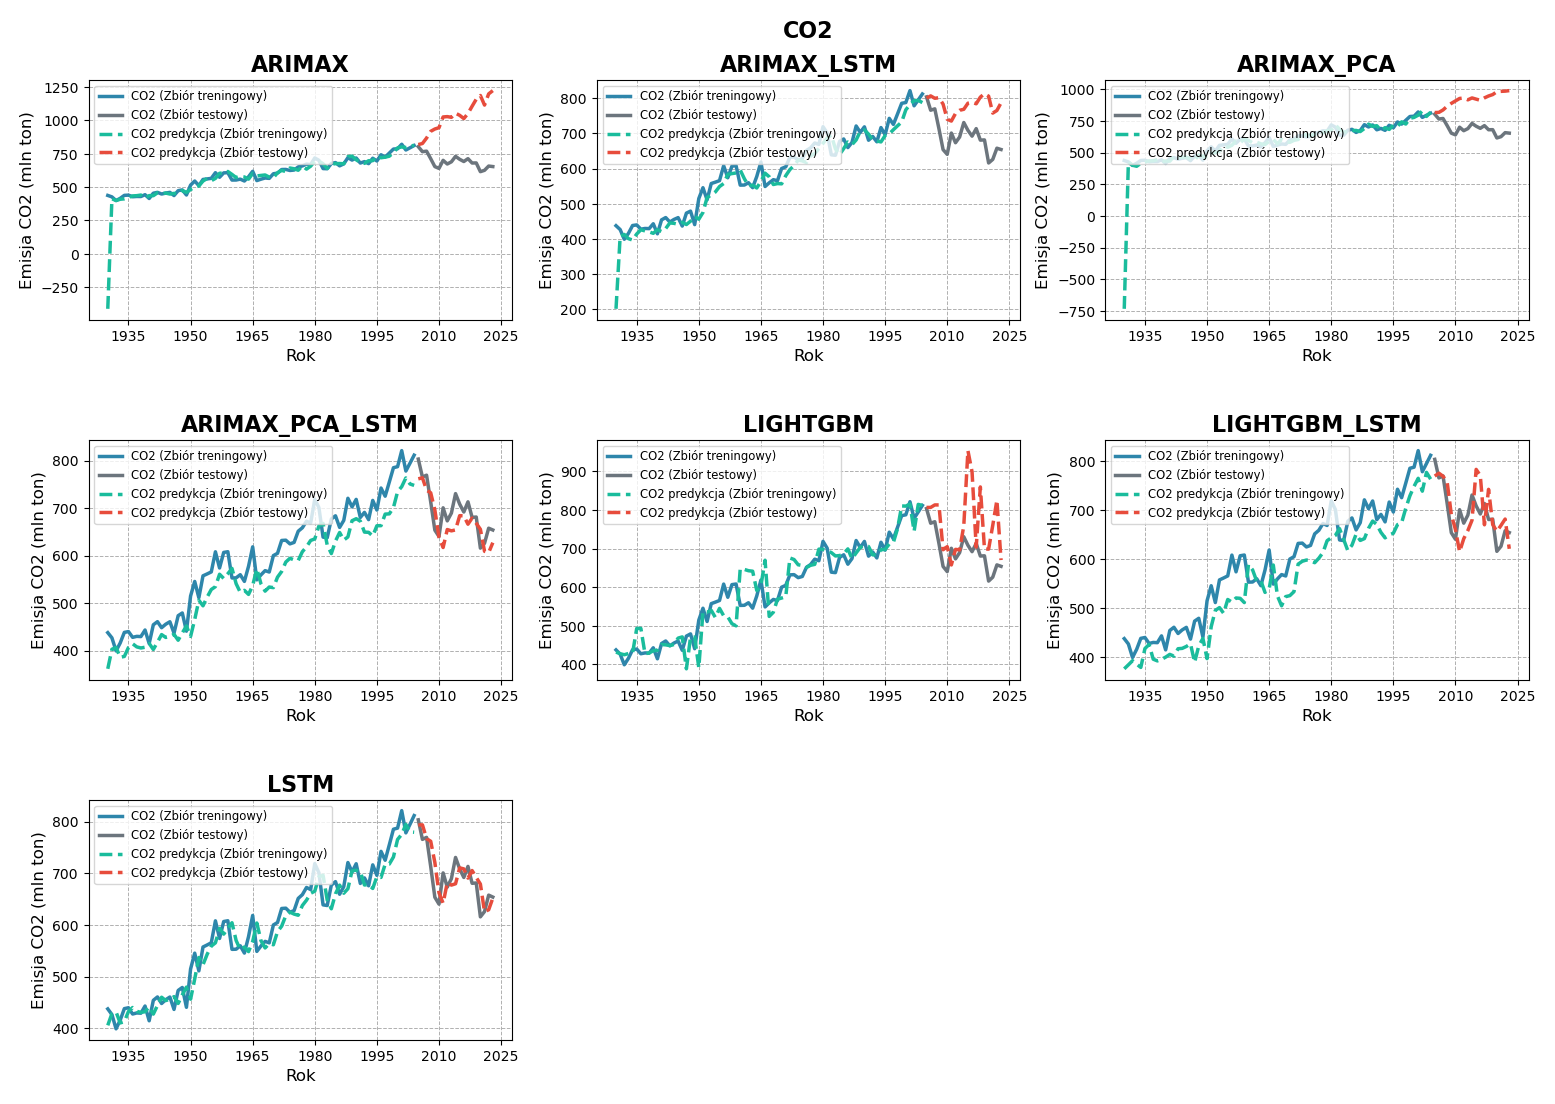 CO2
ARIMAX
Emisja CO2 (mln ton)
1250
1000
750
500
250
0
−250
CO2 (Zbiór treningowy)
CO2 (Zbiór testowy)
CO2 predykcja (Zbiór treningowy)
CO2 predykcja (Zbiór testowy)
1935 1950 1965 1980 1995 2010 2025
Rok
ARIMAX_LSTM
Emisja CO2 (mln ton)
800
700
600
500
400
300
200
CO2 (Zbiór treningowy)
CO2 (Zbiór testowy)
CO2 predykcja (Zbiór treningowy)
CO2 predykcja (Zbiór testowy)
1935 1950 1965 1980 1995 2010 2025
Rok
ARIMAX_PCA
Emisja CO2 (mln ton)
1000
750
500
250
0
−250
−500
−750
CO2 (Zbiór treningowy)
CO2 (Zbiór testowy)
CO2 predykcja (Zbiór treningowy)
CO2 predykcja (Zbiór testowy)
1935 1950 1965 1980 1995 2010 2025
Rok
ARIMAX_PCA_LSTM
Emisja CO2 (mln ton)
800
700
600
500
400
CO2 (Zbiór treningowy)
CO2 (Zbiór testowy)
CO2 predykcja (Zbiór treningowy)
CO2 predykcja (Zbiór testowy)
1935 1950 1965 1980 1995 2010 2025
Rok
LIGHTGBM
Emisja CO2 (mln ton)
900
800
700
600
500
400
CO2 (Zbiór treningowy)
CO2 (Zbiór testowy)
CO2 predykcja (Zbiór treningowy)
CO2 predykcja (Zbiór testowy)
1935 1950 1965 1980 1995 2010 2025
Rok
LIGHTGBM_LSTM
Emisja CO2 (mln ton)
800
700
600
500
400
CO2 (Zbiór treningowy)
CO2 (Zbiór testowy)
CO2 predykcja (Zbiór treningowy)
CO2 predykcja (Zbiór testowy)
1935 1950 1965 1980 1995 2010 2025
Rok
LSTM
Emisja CO2 (mln ton)
800
700
600
500
400
CO2 (Zbiór treningowy)
CO2 (Zbiór testowy)
CO2 predykcja (Zbiór treningowy)
CO2 predykcja (Zbiór testowy)
1935 1950 1965 1980 1995 2010 2025
Rok